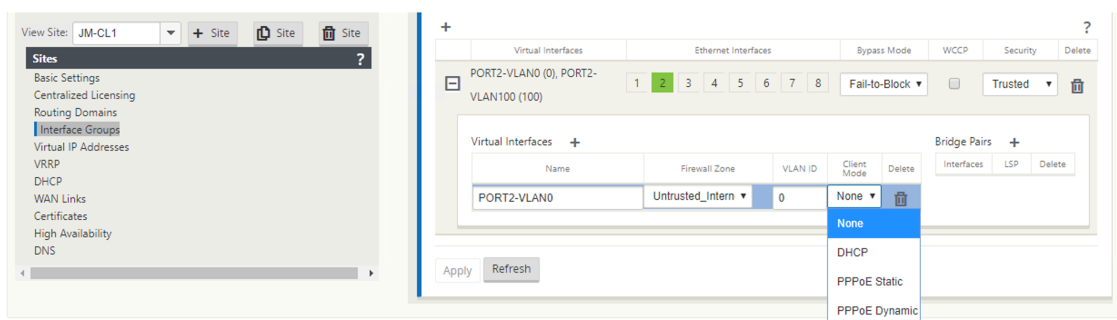 View Site: JM-CL1 ▼ + Site Site Site
Sites ?
Basic Settings
Centralized Licensing
Routing Domains
Interface Groups
Virtual IP Addresses
VRRP
DHCP
WAN Links
Certificates
High Availability
DNS
+ ?
Virtual Interfaces Ethernet Interfaces Bypass Mode WCCP Security Delete
PORT2-VLAN0 (0), PORT2-
VLAN100 (100)
1 2 3 4 5 6 7 8 Fail-to-Block ▼ Trusted ▼
Virtual Interfaces +
Name Firewall Zone VLAN ID Client
Mode Delete
PORT2-VLAN0 Untrusted_Intern ▼ 0 None ▼
None
DHCP
PPPoE Static
PPPoE Dynamic
Bridge Pairs +
Interfaces LSP Delete
Apply Refresh